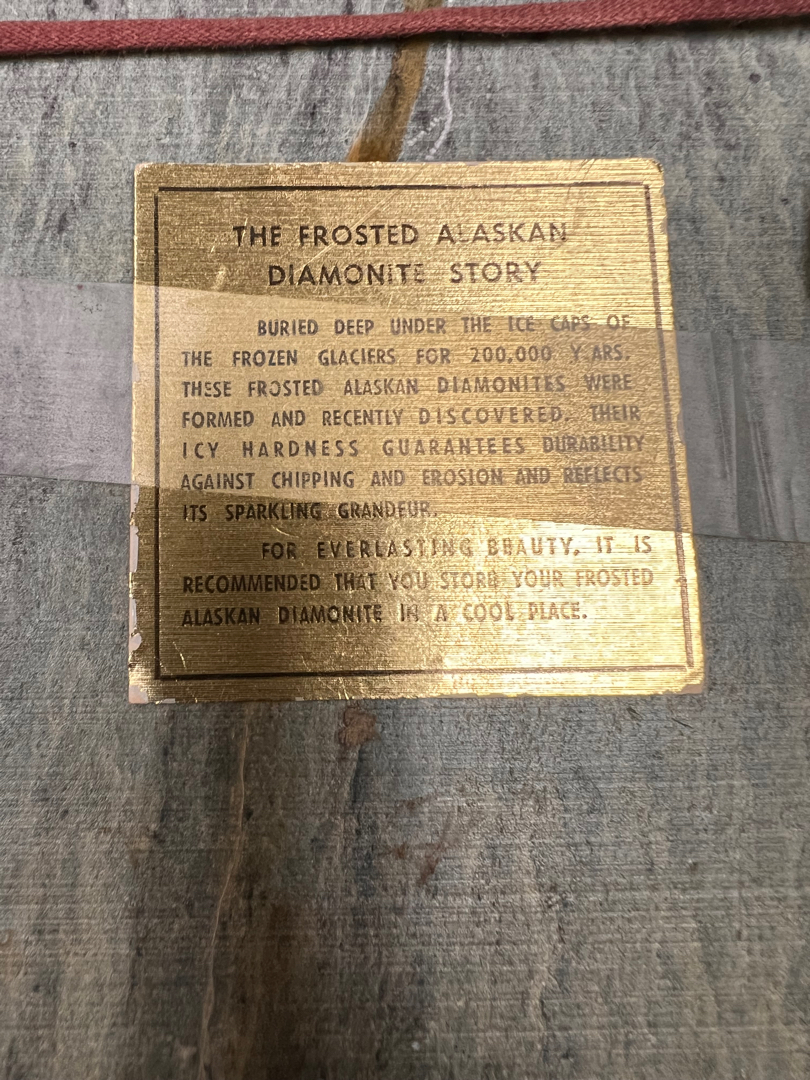 THE FROSTED ALASKAN
DIAMONITE STORY
BURIED DEEP UNDER THE ICE CAPS OF
THE FROZEN GLACIERS FOR 200,000 YEARS.
THESE FROSTED ALASKAN DIAMONITES WERE
FORMED AND RECENTLY DISCOVERED. THEIR
ICY HARDNESS GUARANTEES DURABILITY
AGAINST CHIPPING AND EROSION AND REFLECTS
ITS SPARKLING GRANDEUR.
FOR EVERLASTING BEAUTY, IT IS
RECOMMENDED THAT YOU STORE YOUR FROSTED
ALASKAN DIAMONITE IN A COOL PLACE.